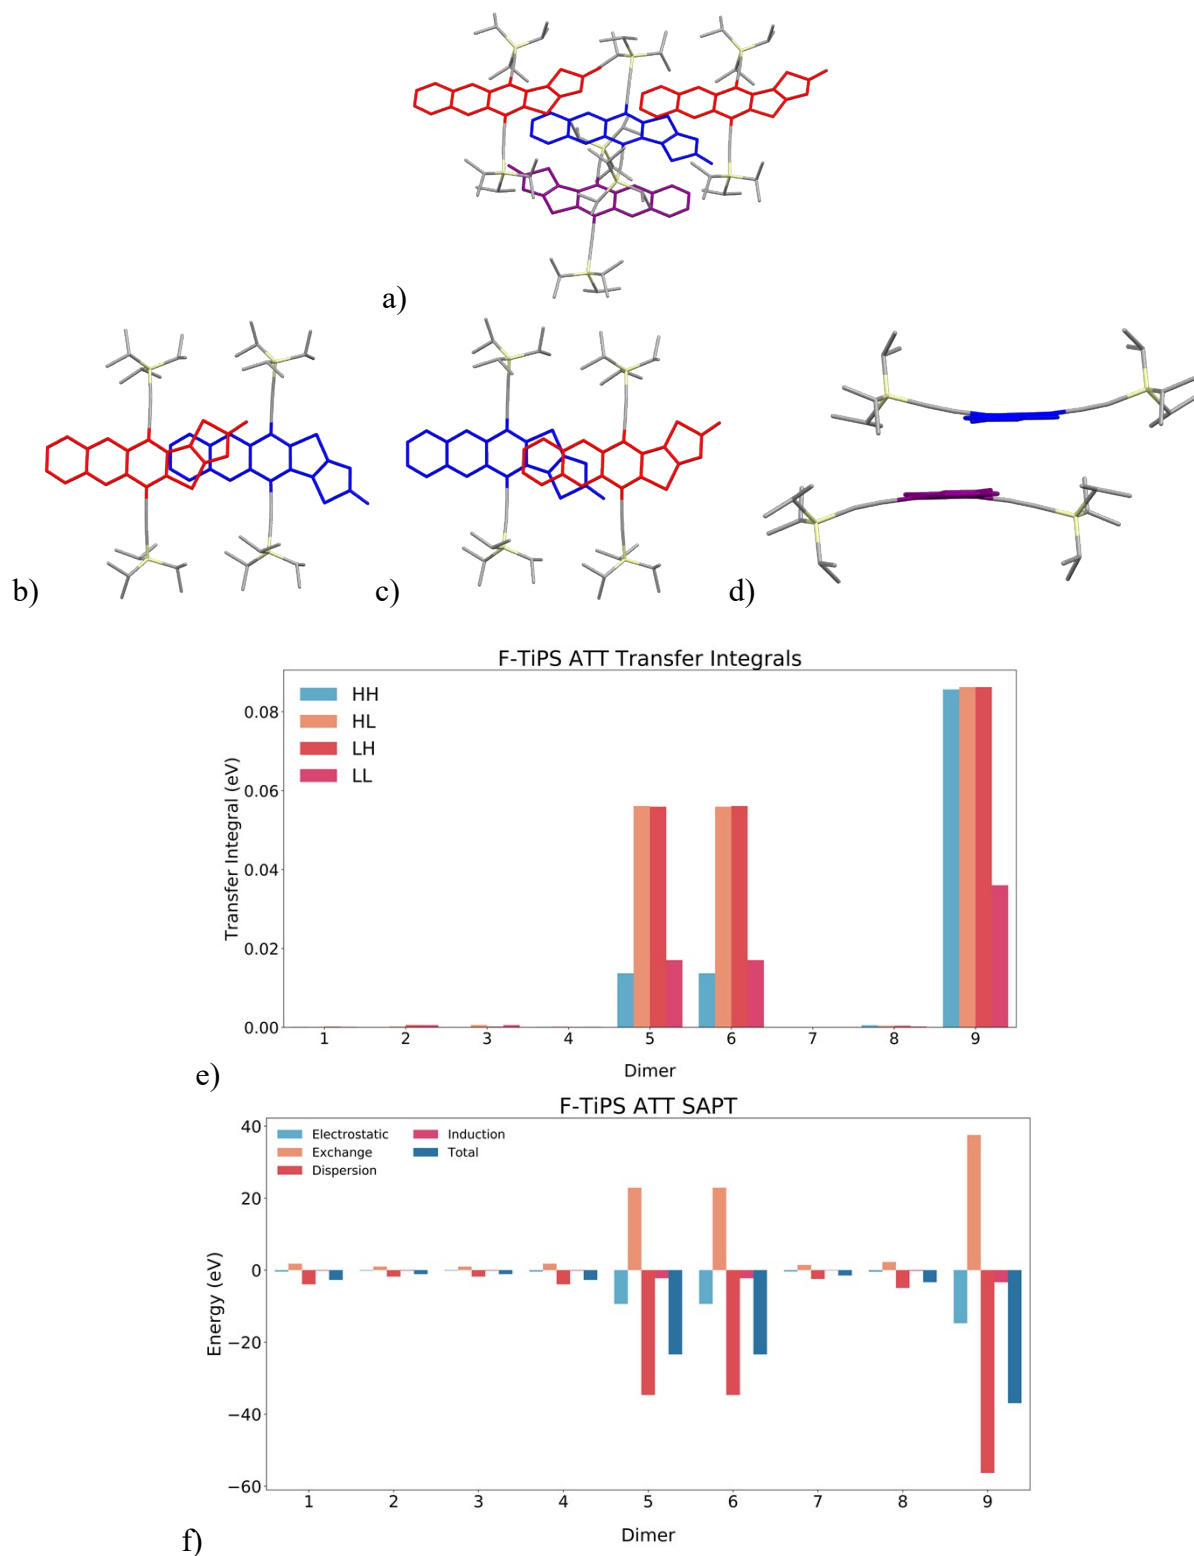 a)
b)
c)
d)
F-TiPS ATT Transfer Integrals
HH
HL
LH
LL
0.08
0.06
0.04
0.02
0.00
Transfer Integral (eV)
1 2 3 4 5 6 7 8 9
Dimer
e)
F-TiPS ATT SAPT
Electrostatic
Exchange
Dispersion
Induction
Total
40
20
0
−20
−40
−60
Energy (eV)
1 2 3 4 5 6 7 8 9
Dimer
f)